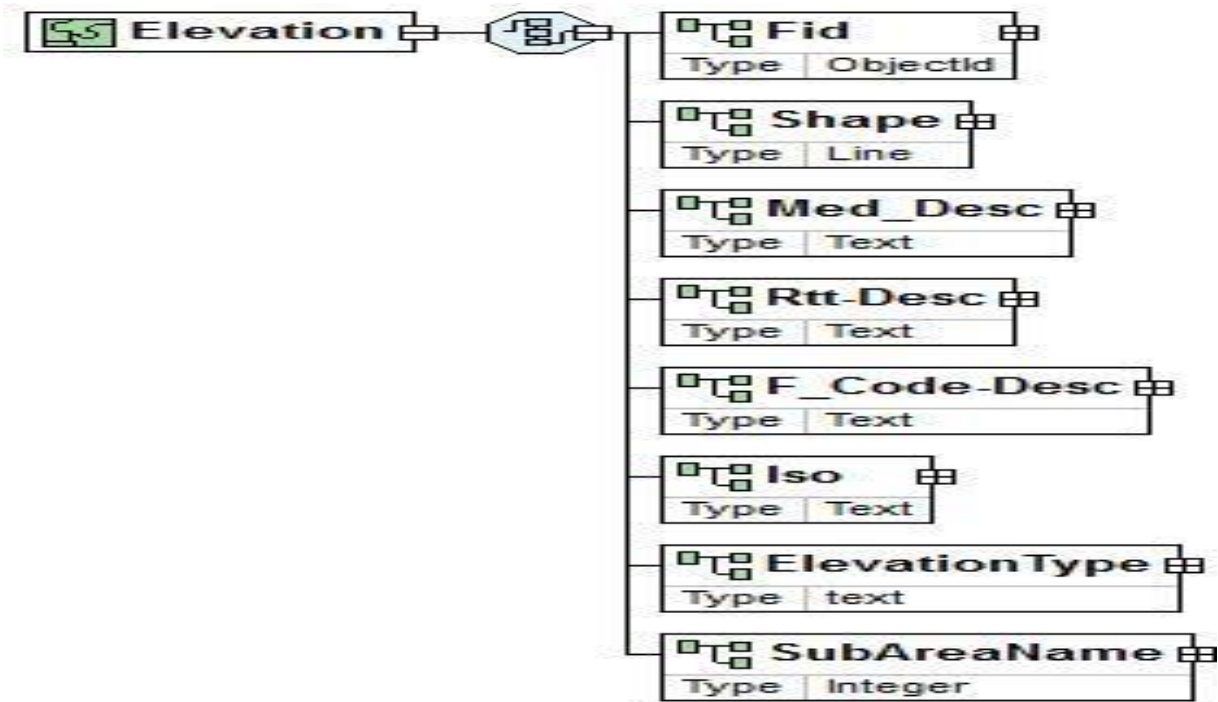 Elevation
Fid
Type ObjectId
Shape
Type Line
Med_Desc
Type Text
Rtt-Desc
Type Text
F_Code-Desc
Type Text
Iso
Type Text
ElevationType
Type text
SubAreaName
Type Integer